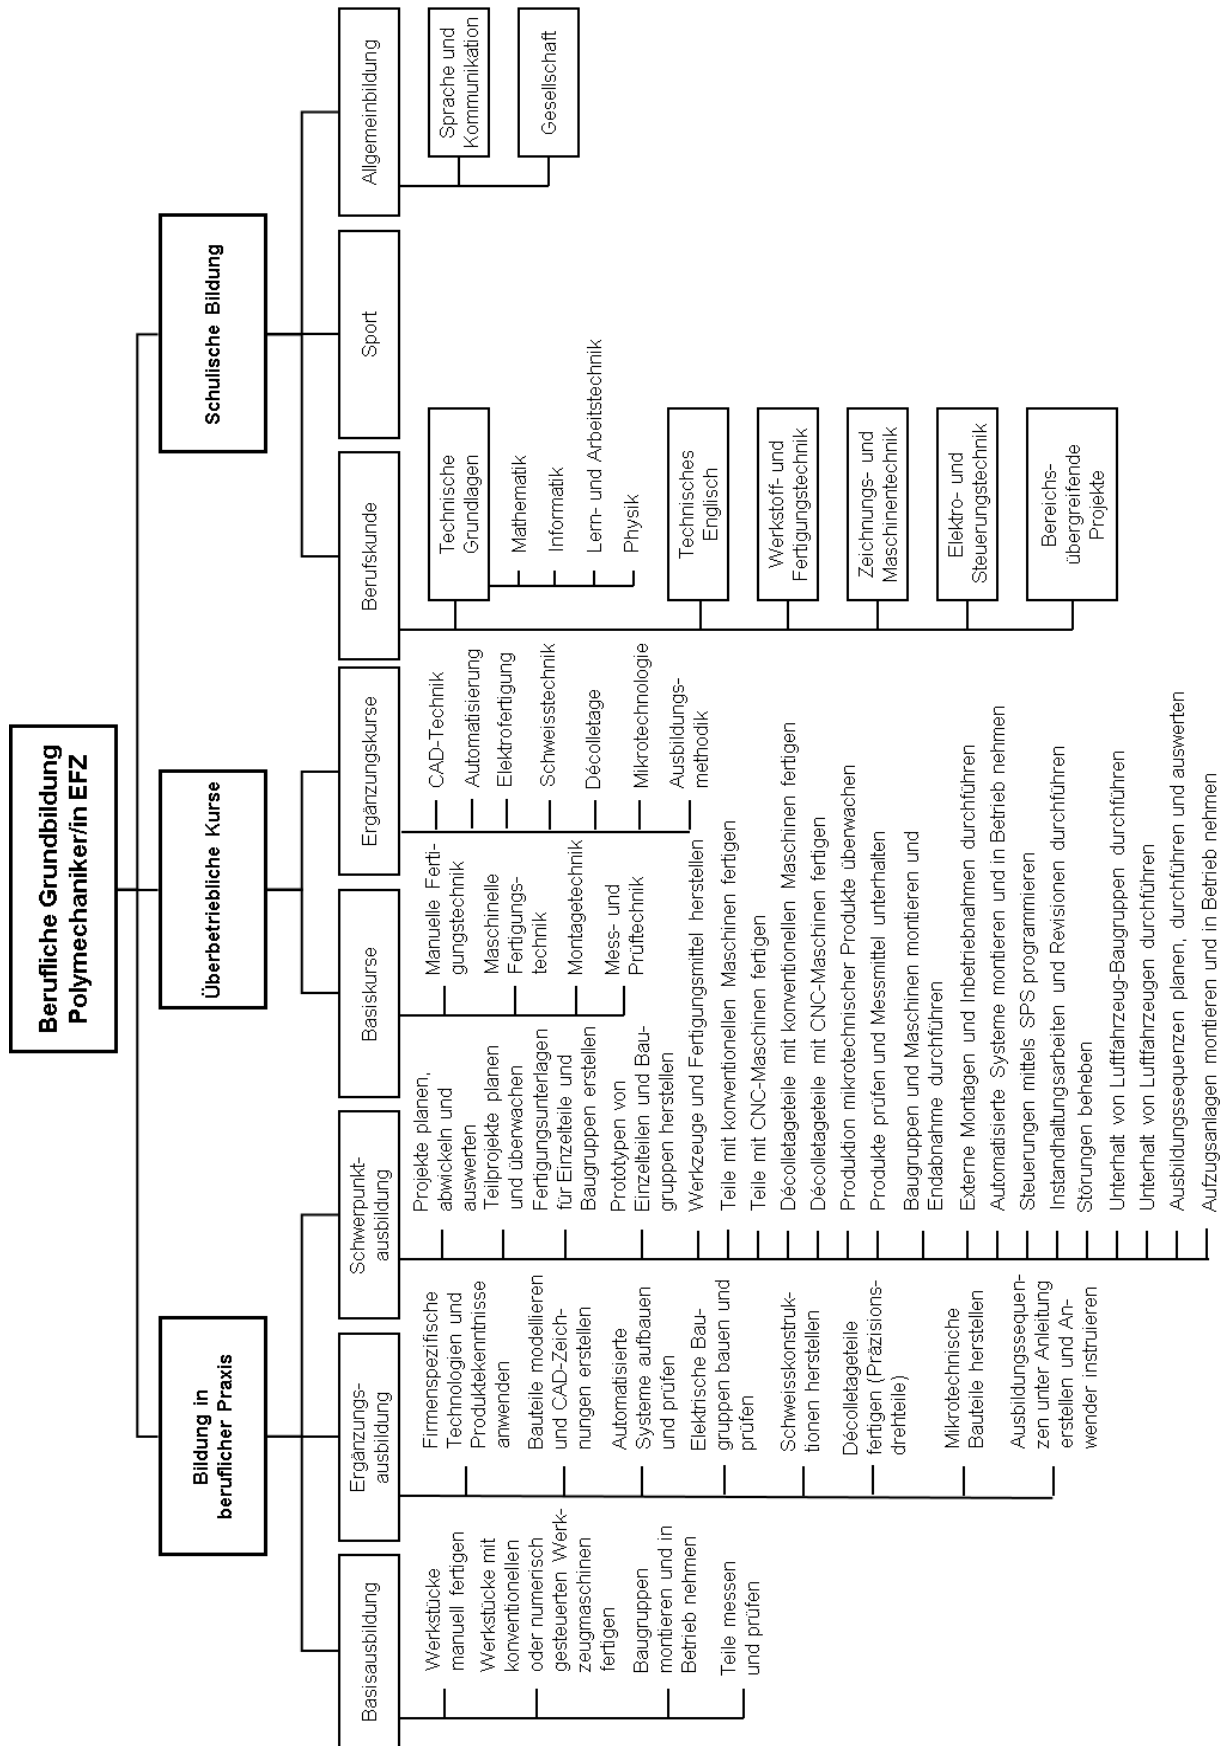 Berufliche Grundbildung
Polymechaniker/in EFZ
Bildung in
beruflicher Praxis
Überbetriebliche Kurse
Schulische Bildung
Basisausbildung
Ergänzungs-
ausbildung
Schwerpunkt-
ausbildung
Basiskurse
Ergänzungskurse
Berufskunde
Sport
Allgemeinbildung
Werkstücke
manuell fertigen
Werkstücke mit
konventionellen
oder numerisch
gesteuerten Werk-
zeugmaschinen
fertigen
Baugruppen
montieren und in
Betrieb nehmen
Teile messen
und prüfen
Firmenspezifische
Technologien und
Produktekenntnisse
anwenden
Bauteile modellieren
und CAD-Zeich-
nungen erstellen
Automatisierte
Systeme aufbauen
und prüfen
Elektrische Bau-
gruppen bauen und
prüfen
Schweisskonstruk-
tionen herstellen
Décolletageteile
fertigen (Präzisions-
drehteile)
Mikrotechnische
Bauteile herstellen
Ausbildungssequen-
zen unter Anleitung
erstellen und An-
wender instruieren
Projekte planen,
abwickeln und
auswerten
Teilprojekte planen
und überwachen
Fertigungsunterlagen
für Einzelteile und
Baugruppen erstellen
Prototypen von
Einzelteilen und Bau-
gruppen herstellen
Werkzeuge und Fertigungsmittel herstellen
Teile mit konventionellen Maschinen fertigen
Teile mit CNC-Maschinen fertigen
Décolletageteile mit konventionellen Maschinen fertigen
Décolletageteile mit CNC-Maschinen fertigen
Produktion mikrotechnischer Produkte überwachen
Produkte prüfen und Messmittel unterhalten
Baugruppen und Maschinen montieren und
Endabnahme durchführen
Externe Montagen und Inbetriebnahmen durchführen
Automatisierte Systeme montieren und in Betrieb nehmen
Steuerungen mittels SPS programmieren
Instandhaltungsarbeiten und Revisionen durchführen
Störungen beheben
Unterhalt von Luftfahrzeug-Baugruppen durchführen
Unterhalt von Luftfahrzeugen durchführen
Ausbildungssequenzen planen, durchführen und auswerten
Aufzugsanlagen montieren und in Betrieb nehmen
Manuelle Ferti-
gungstechnik
Maschinelle
Fertigungs-
technik
Montagetechnik
Mess- und
Prüftechnik
CAD-Technik
Automatisierung
Elektrofertigung
Schweisstechnik
Décolletage
Mikrotechnologie
Ausbildungs-
methodik
Technische
Grundlagen
Mathematik
Informatik
Lern- und Arbeitstechnik
Physik
Technisches
Englisch
Werkstoff- und
Fertigungstechnik
Zeichnungs- und
Maschinentechnik
Elektro- und
Steuerungstechnik
Bereichs-
übergreifende
Projekte
Sprache und
Kommunikation
Gesellschaft